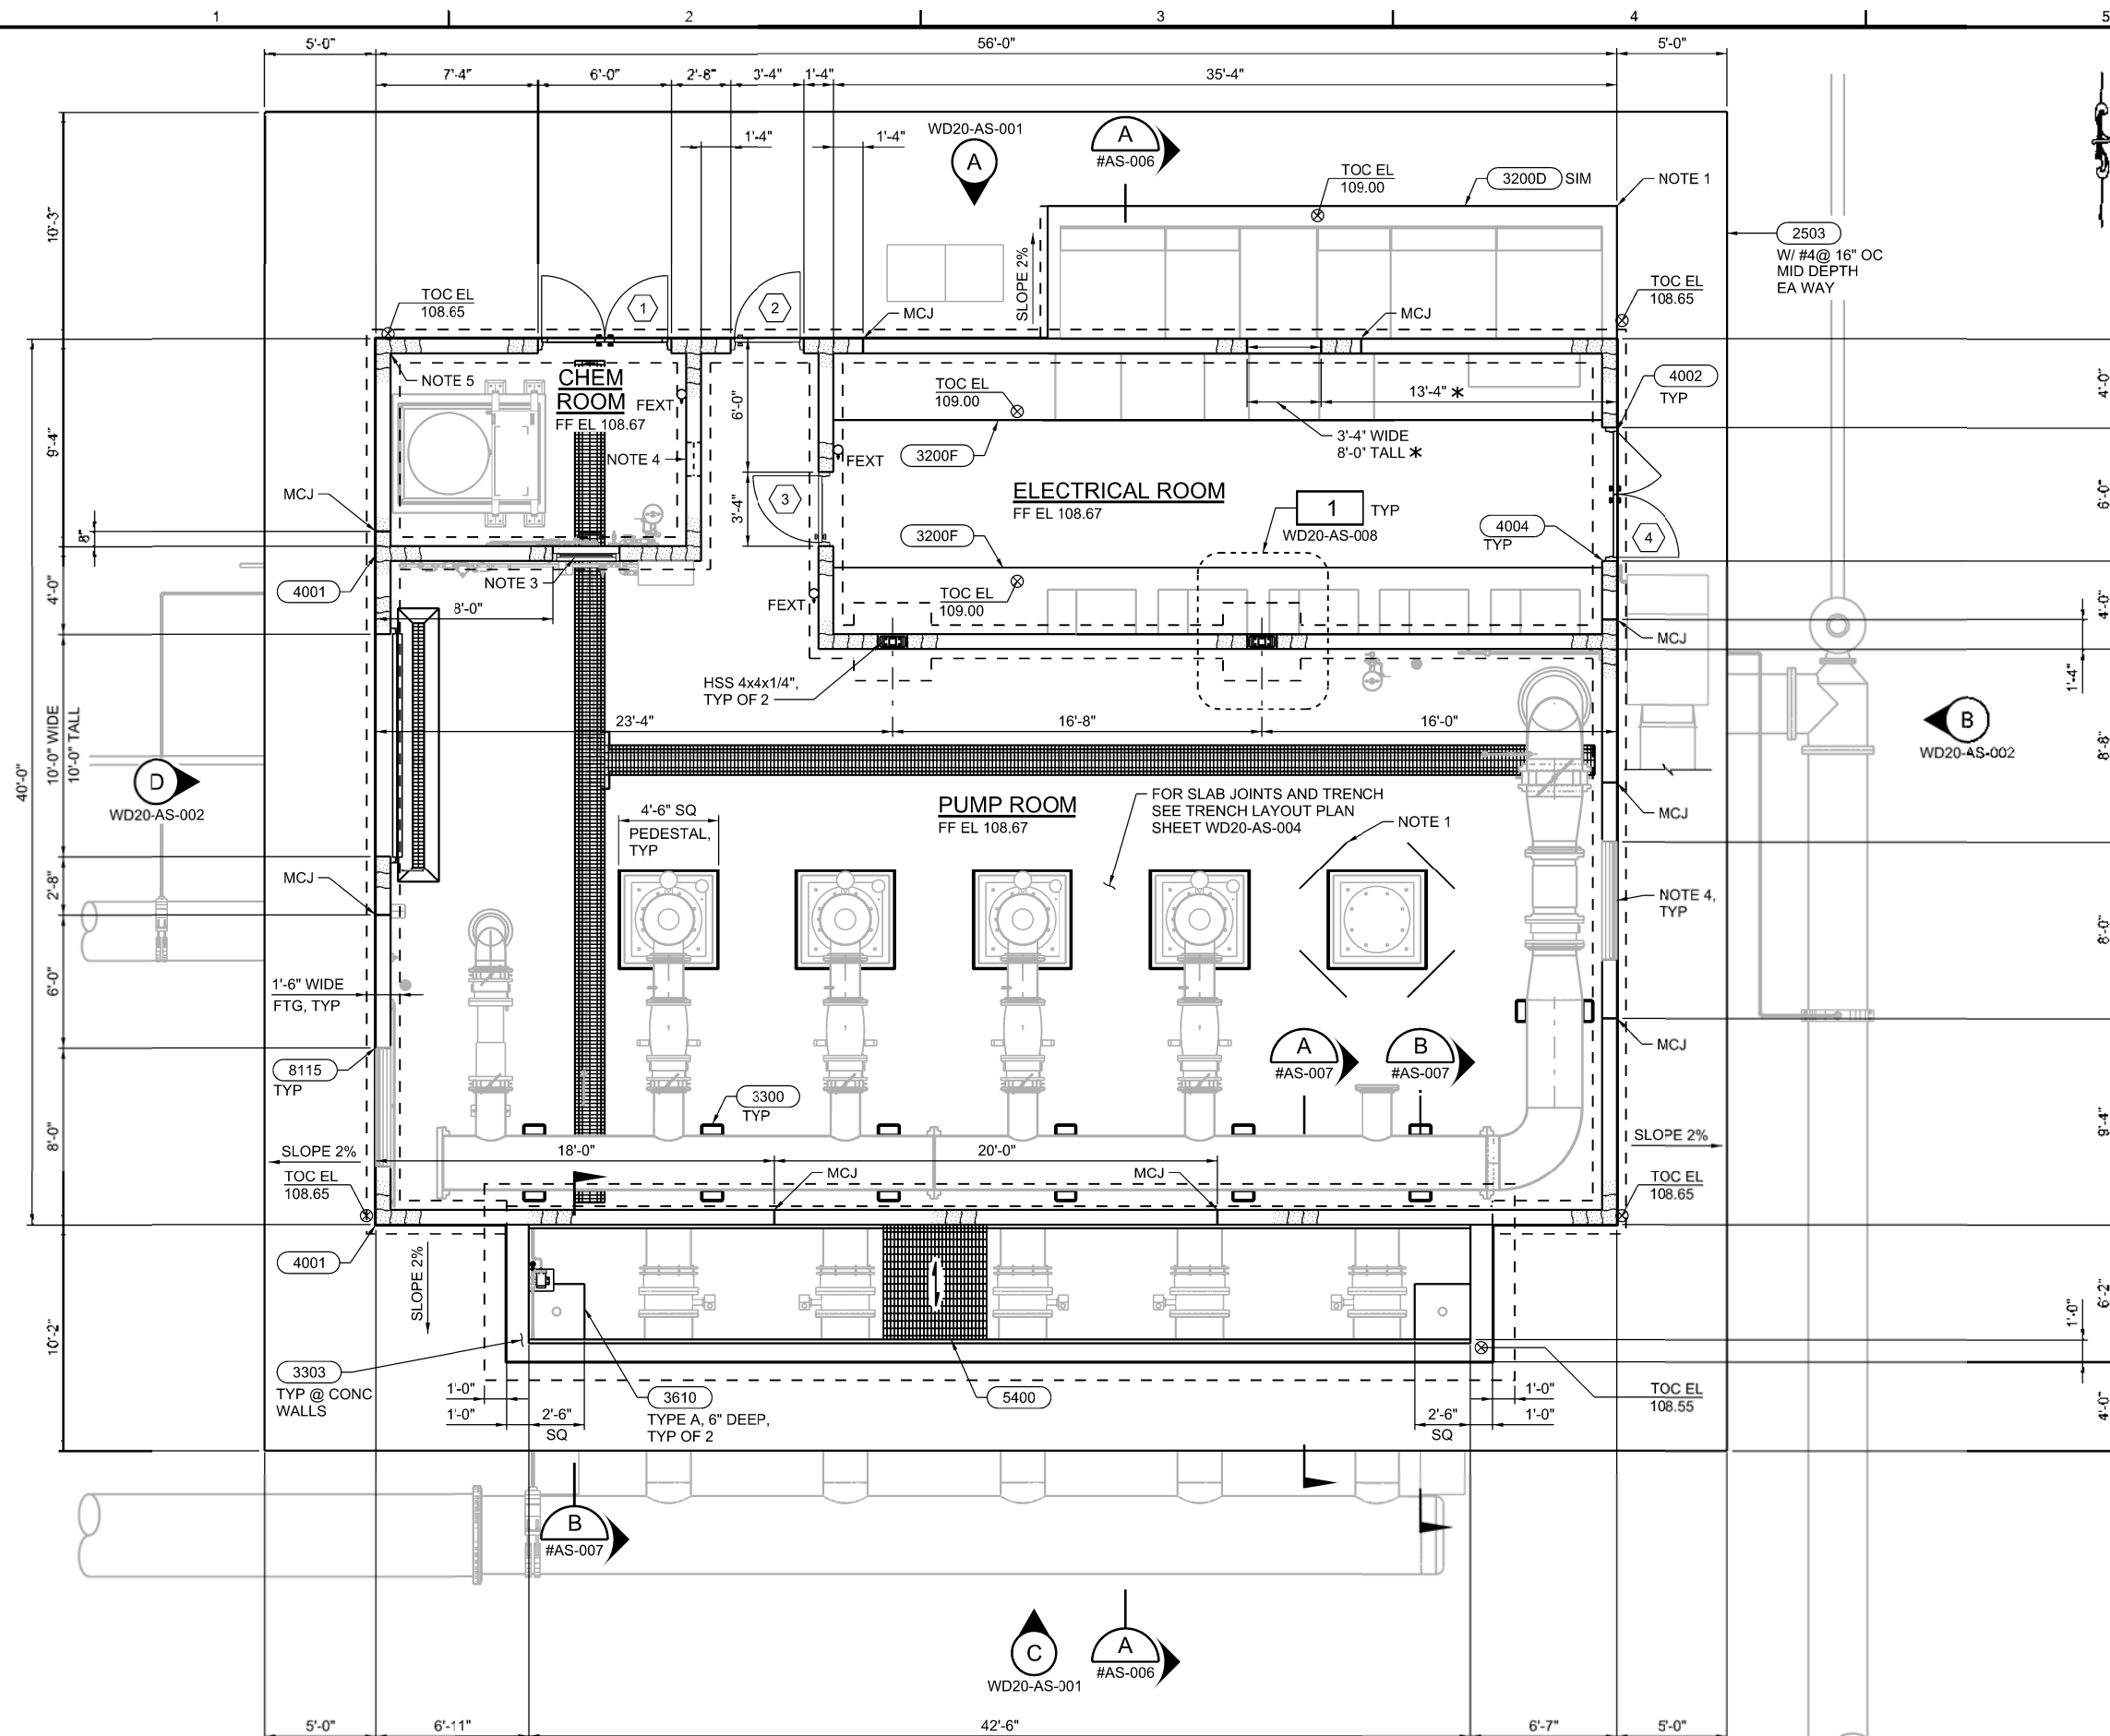 1
2
3
4
5
5'-0"
56'-0"
5'-0"
7'-4"
6'-0"
2'-8"
3'-4"
1'-4"
35'-4"
1'-4"
1'-4"
WD20-AS-001
A
A
#AS-006
TOC EL
109.00
3200D
SIM
NOTE 1
2503
W/ #4@ 16" OC
MID DEPTH
EA WAY
10'-3"
SLOPE 2%
TOC EL
108.65
1
2
MCJ
MCJ
TOC EL
108.65
NOTE 5
CHEM
ROOM
FF EL 108.67
FEXT
6'-0"
TOC EL
109.00
13'-4" *
4002
TYP
4'-0"
9'-4"
NOTE 4
FEXT
3200F
3'-4" WIDE
8'-0" TALL *
MCJ
3
3'-4"
ELECTRICAL ROOM
FF EL 108.67
1
TYP
WD20-AS-008
6'-0"
8"
3200F
4004
TYP
4
4001
NOTE 3
8'-0"
FEXT
TOC EL
109.00
4'-0"
4'-0"
MCJ
1'-4"
HSS 4x4x1/4",
TYP OF 2
23'-4"
16'-8"
16'-0"
B
WD20-AS-002
40'-0"
10'-0" WIDE
10'-0" TALL
D
WD20-AS-002
8'-8"
4'-6" SQ
PEDESTAL,
TYP
PUMP ROOM
FF EL 108.67
FOR SLAB JOINTS AND TRENCH
SEE TRENCH LAYOUT PLAN
SHEET WD20-AS-004
NOTE 1
MCJ
MCJ
2'-8"
NOTE 4,
TYP
8'-0"
6'-0"
1'-6" WIDE
FTG, TYP
8115
TYP
A
#AS-007
B
#AS-007
MCJ
3300
TYP
8'-0"
9'-4"
SLOPE 2%
TOC EL
108.65
18'-0"
20'-0"
MCJ
MCJ
SLOPE 2%
TOC EL
108.65
4001
SLOPE 2%
10'-2"
6'-2"
1'-0"
3303
TYP @ CONC
WALLS
1'-0"
1'-0"
2'-6"
SQ
3610
TYPE A, 6" DEEP,
TYP OF 2
5400
2'-6"
SQ
1'-0"
1'-0"
TOC EL
108.55
4'-0"
B
#AS-007
C
WD20-AS-001
A
#AS-006
5'-0"
6'-11"
42'-6"
6'-7"
5'-0"